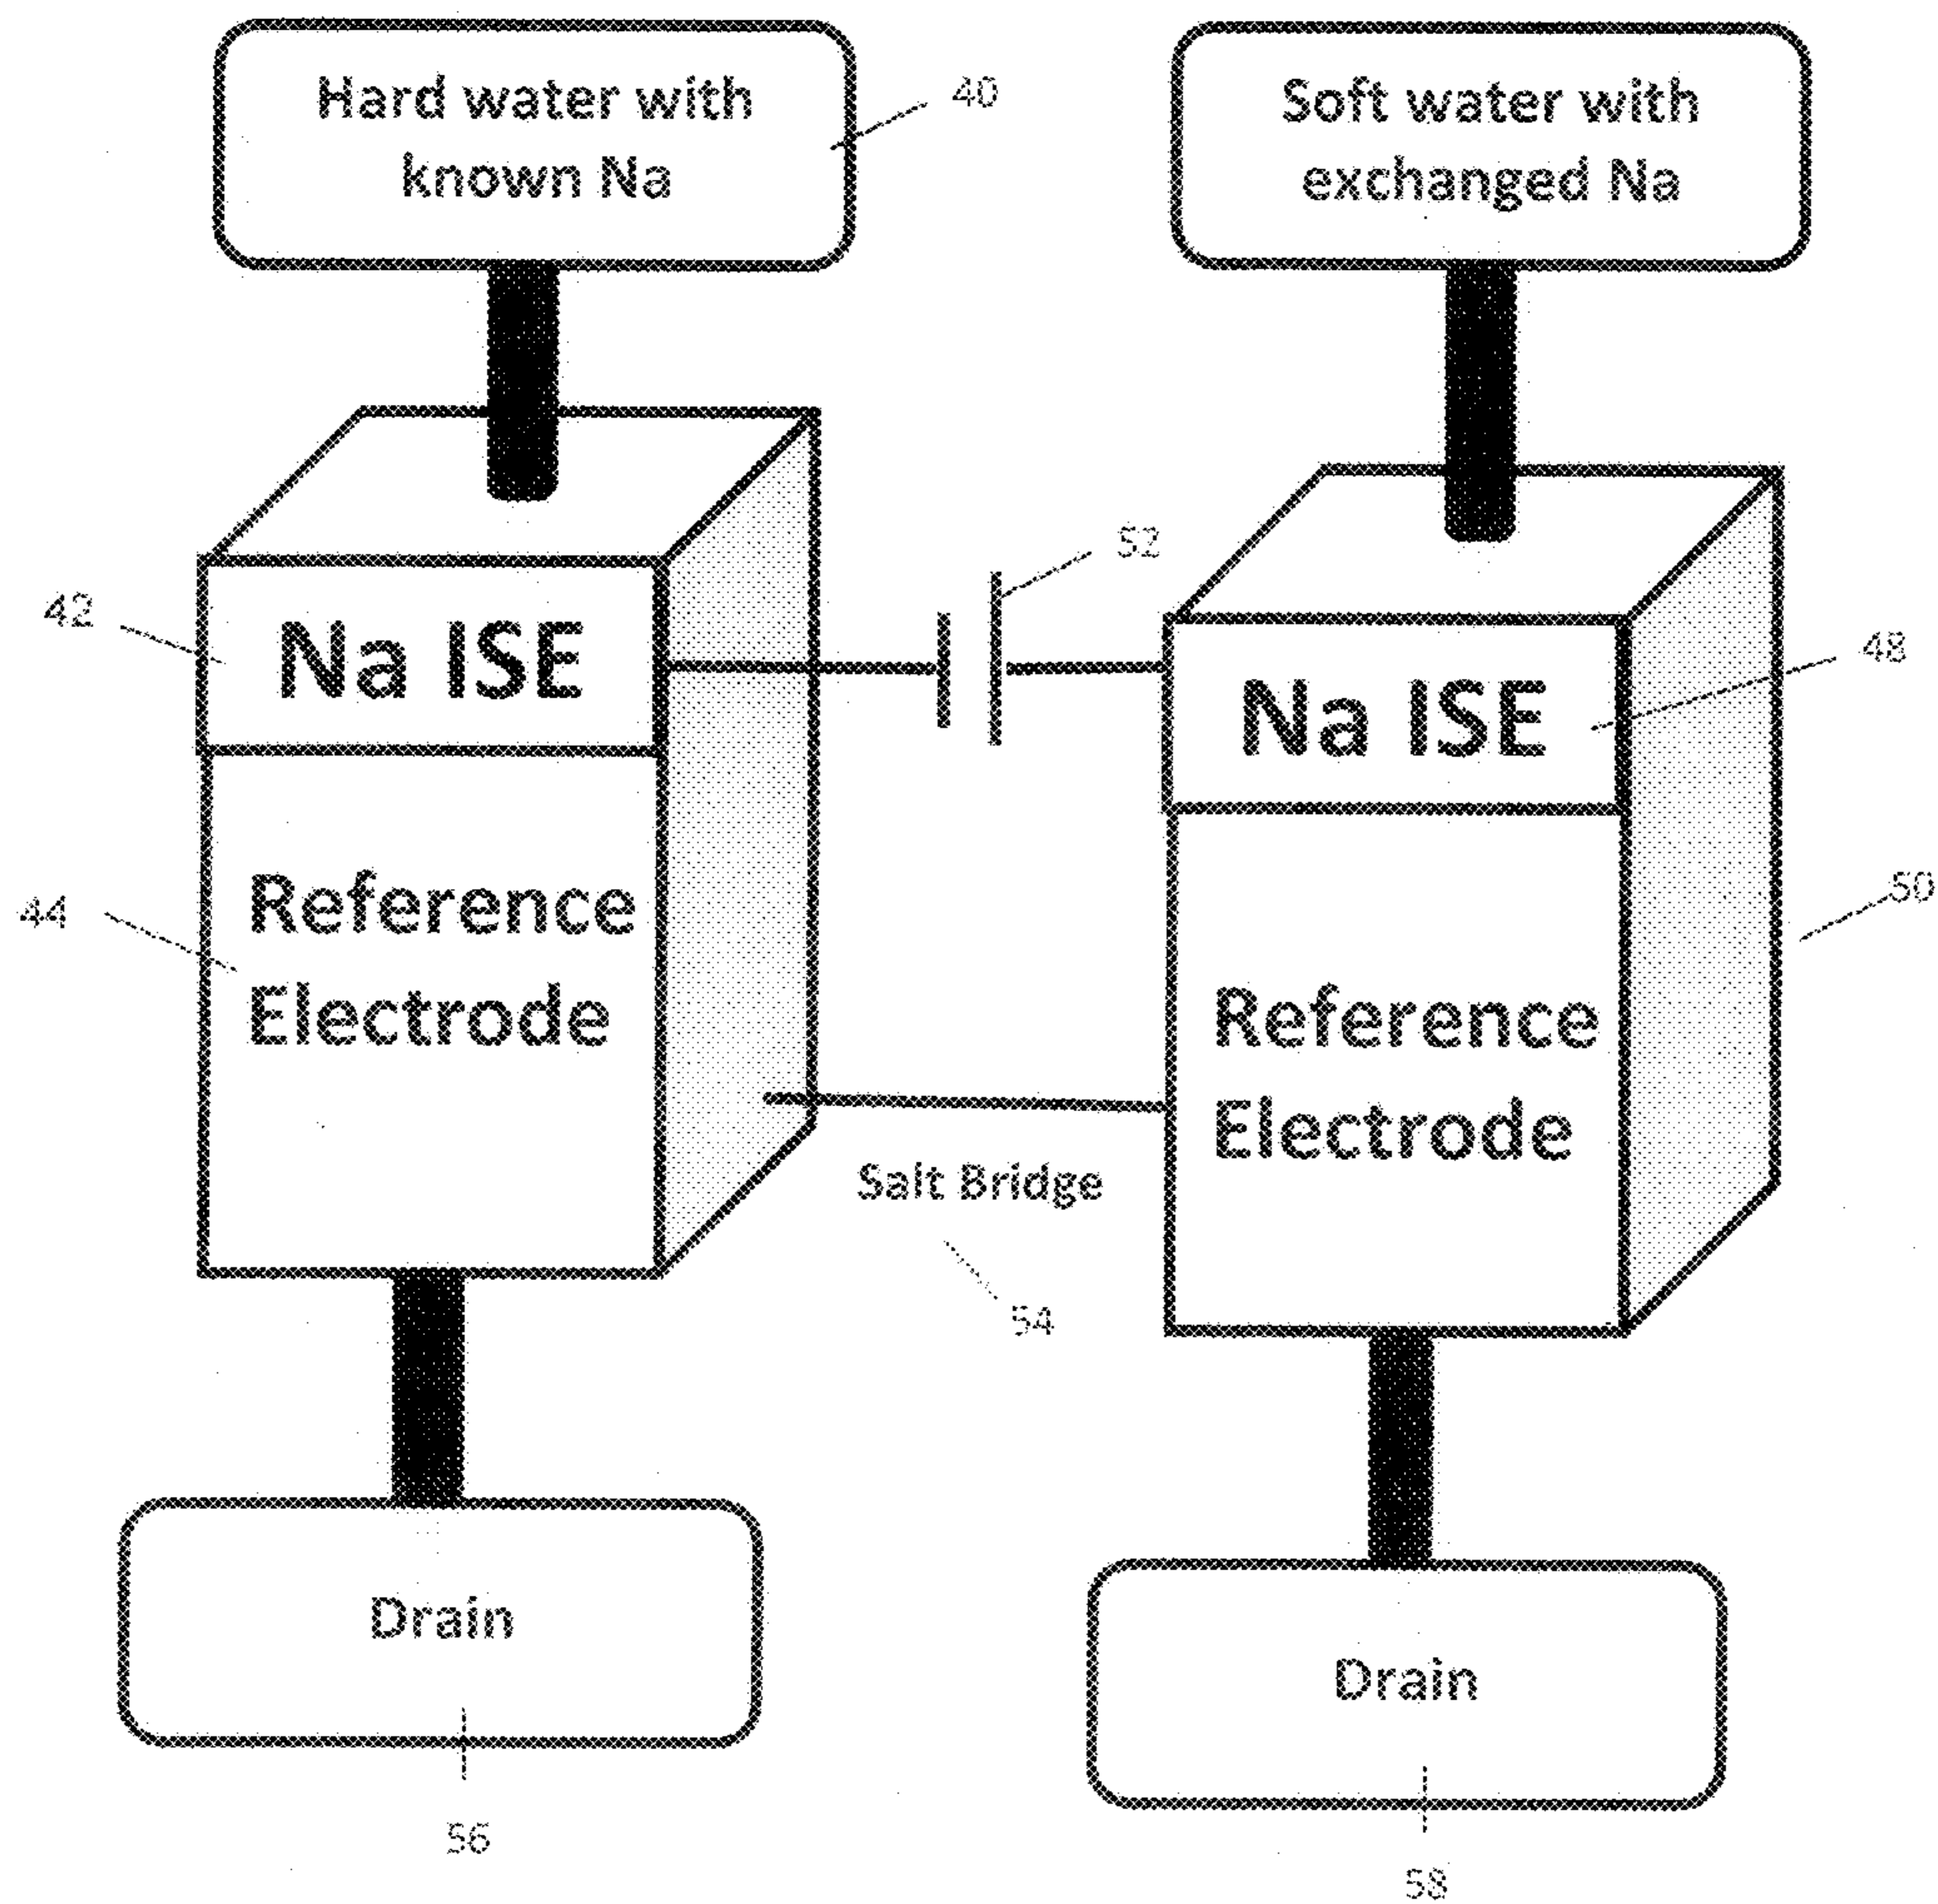 Hard water with
known Na
40
Soft water with
exchanged Na
52
42
Na ISE
48
Na ISE
44
Reference
Electrode
50
Reference
Electrode
Salt Bridge
54
Drain
56
Drain
58